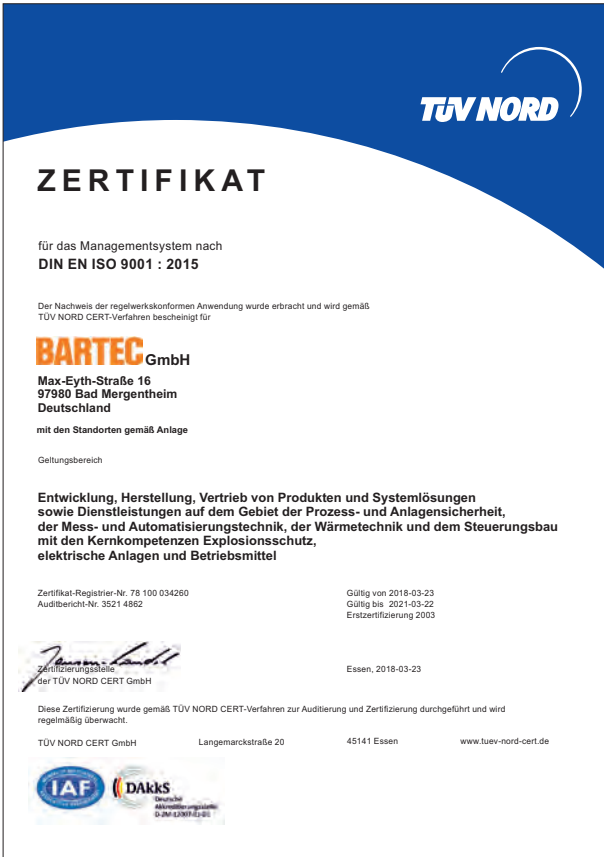 TÜV NORD
ZERTIFIKAT
für das Managementsystem nach
DIN EN ISO 9001 : 2015
Der Nachweis der regelwerkskonformen Anwendung wurde erbracht und wird gemäß
TÜV NORD CERT-Verfahren bescheinigt für
BARTEC GmbH
Max-Eyth-Straße 16
97980 Bad Mergentheim
Deutschland
mit den Standorten gemäß Anlage
Geltungsbereich
Entwicklung, Herstellung, Vertrieb von Produkten und Systemlösungen
sowie Dienstleistungen auf dem Gebiet der Prozess- und Anlagensicherheit,
der Mess- und Automatisierungstechnik, der Wärmetechnik und dem Steuerungsbau
mit den Kernkompetenzen Explosionsschutz,
elektrische Anlagen und Betriebsmittel
Zertifikat-Registrier-Nr. 78 100 034260
Auditbericht-Nr. 3521 4862
Gültig von 2018-03-23
Gültig bis 2021-03-22
Erstzertifizierung 2003
Zertifizierungsstelle
der TÜV NORD CERT GmbH
Essen, 2018-03-23
Diese Zertifizierung wurde gemäß TÜV NORD CERT-Verfahren zur Auditierung und Zertifizierung durchgeführt und wird
regelmäßig überwacht.
TÜV NORD CERT GmbH Langemarckstraße 20 45141 Essen www.tuev-nord-cert.de
IAF
DAkkS
Deutsche
Akkreditierungsstelle
D-ZM-12007-01-01